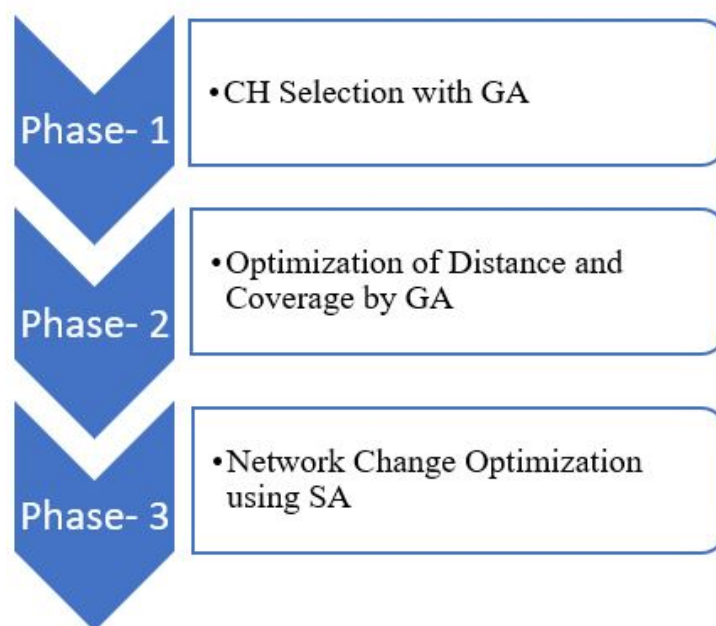 Phase- 1
•CH Selection with GA
Phase- 2
•Optimization of Distance and
Coverage by GA
Phase- 3
•Network Change Optimization
using SA